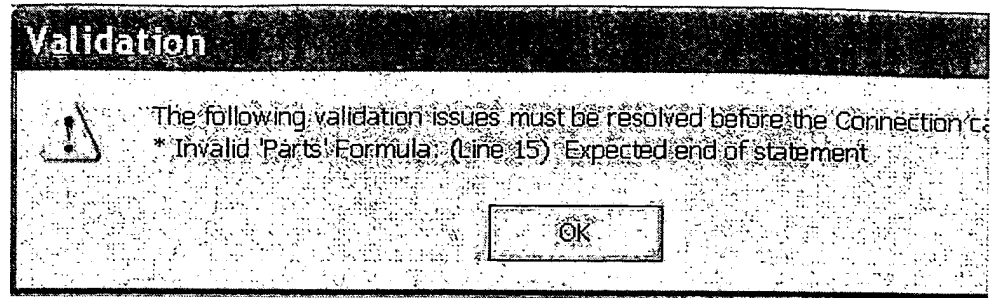 Validation
The following validation issues must be resolved before the Connection
* Invalid 'Parts' Formula: (Line 15) Expected end of statement
OK